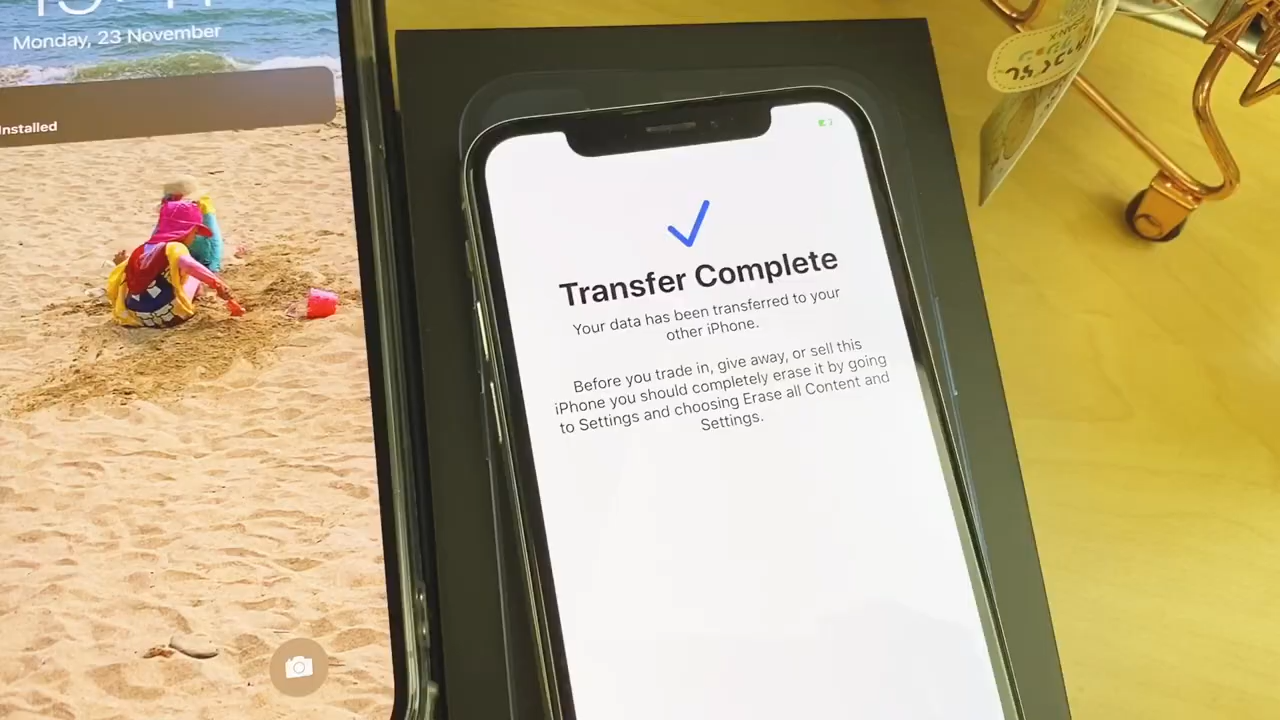 Monday, 23 November
Installed
Transfer Complete
Your data has been transferred to your
other iPhone.
Before you trade in, give away, or sell this
iPhone you should completely erase it by going
to Settings and choosing Erase all Content and
Settings.